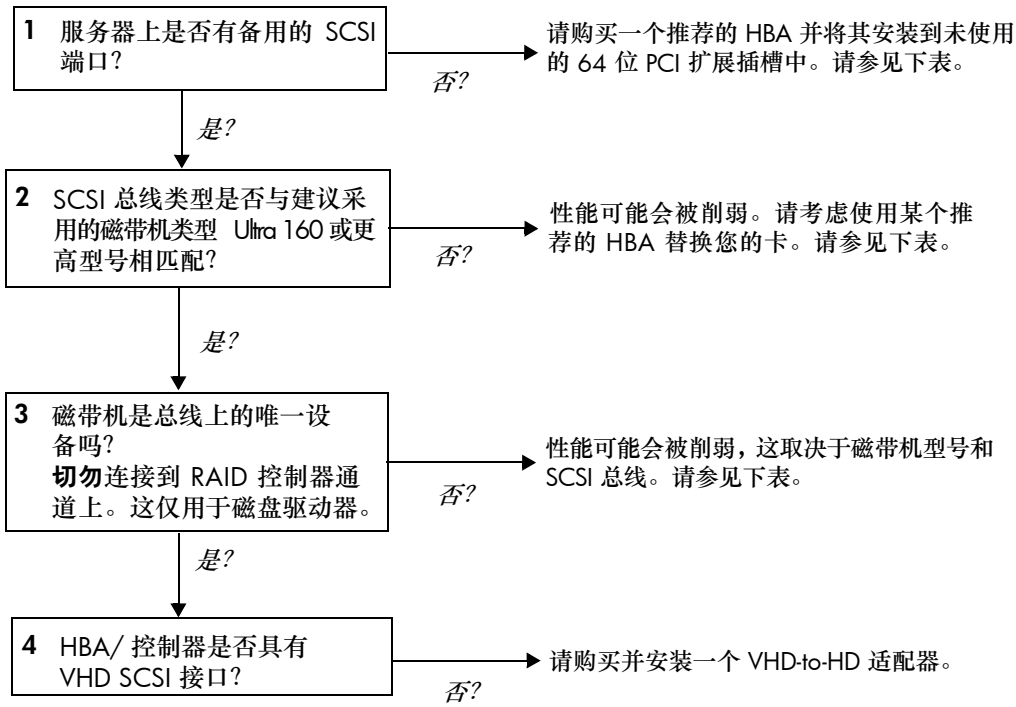 1 服务器上是否有备用的 SCSI
端口？
否？
请购买一个推荐的 HBA 并将其安装到未使用
的 64 位 PCI 扩展插槽中。请参见下表。
是？
2 SCSI 总线类型是否与建议采
用的磁带机类型 Ultra 160 或更
高型号相匹配？
否？
性能可能会被削弱。请考虑使用某个推
荐的 HBA 替换您的卡。请参见下表。
是？
3 磁带机是总线上的唯一设
备吗？
切勿连接到 RAID 控制器通
道上。这仅用于磁盘驱动器。
否？
性能可能会被削弱，这取决于磁带机型号和
SCSI 总线。请参见下表。
是？
4 HBA/ 控制器是否具有
VHD SCSI 接口？
否？
请购买并安装一个 VHD-to-HD 适配器。